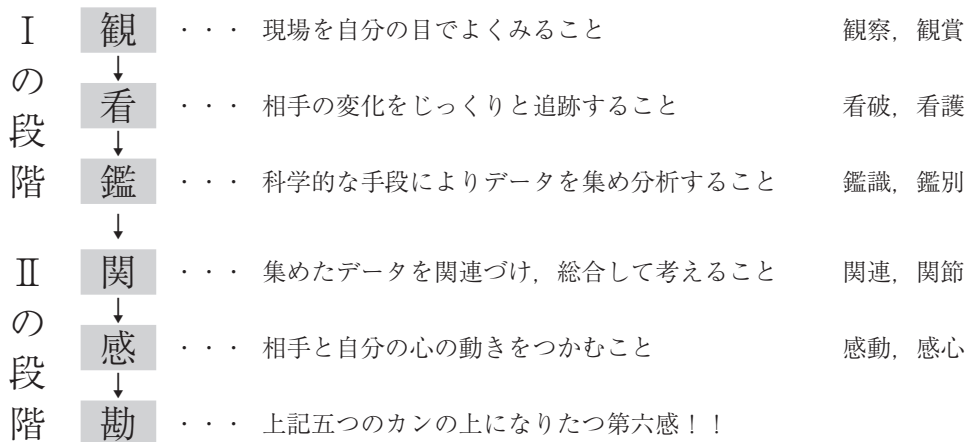 Ⅰの段階
観 ・・・ 現場を自分の目でよくみること 観察，観賞
看 ・・・ 相手の変化をじっくりと追跡すること 看破，看護
鑑 ・・・ 科学的な手段によりデータを集め分析すること 鑑識，鑑別
Ⅱの段階
関 ・・・ 集めたデータを関連づけ，総合して考えること 関連，関節
感 ・・・ 相手と自分の心の動きをつかむこと 感動，感心
勘 ・・・ 上記五つのカンの上になりたつ第六感！！